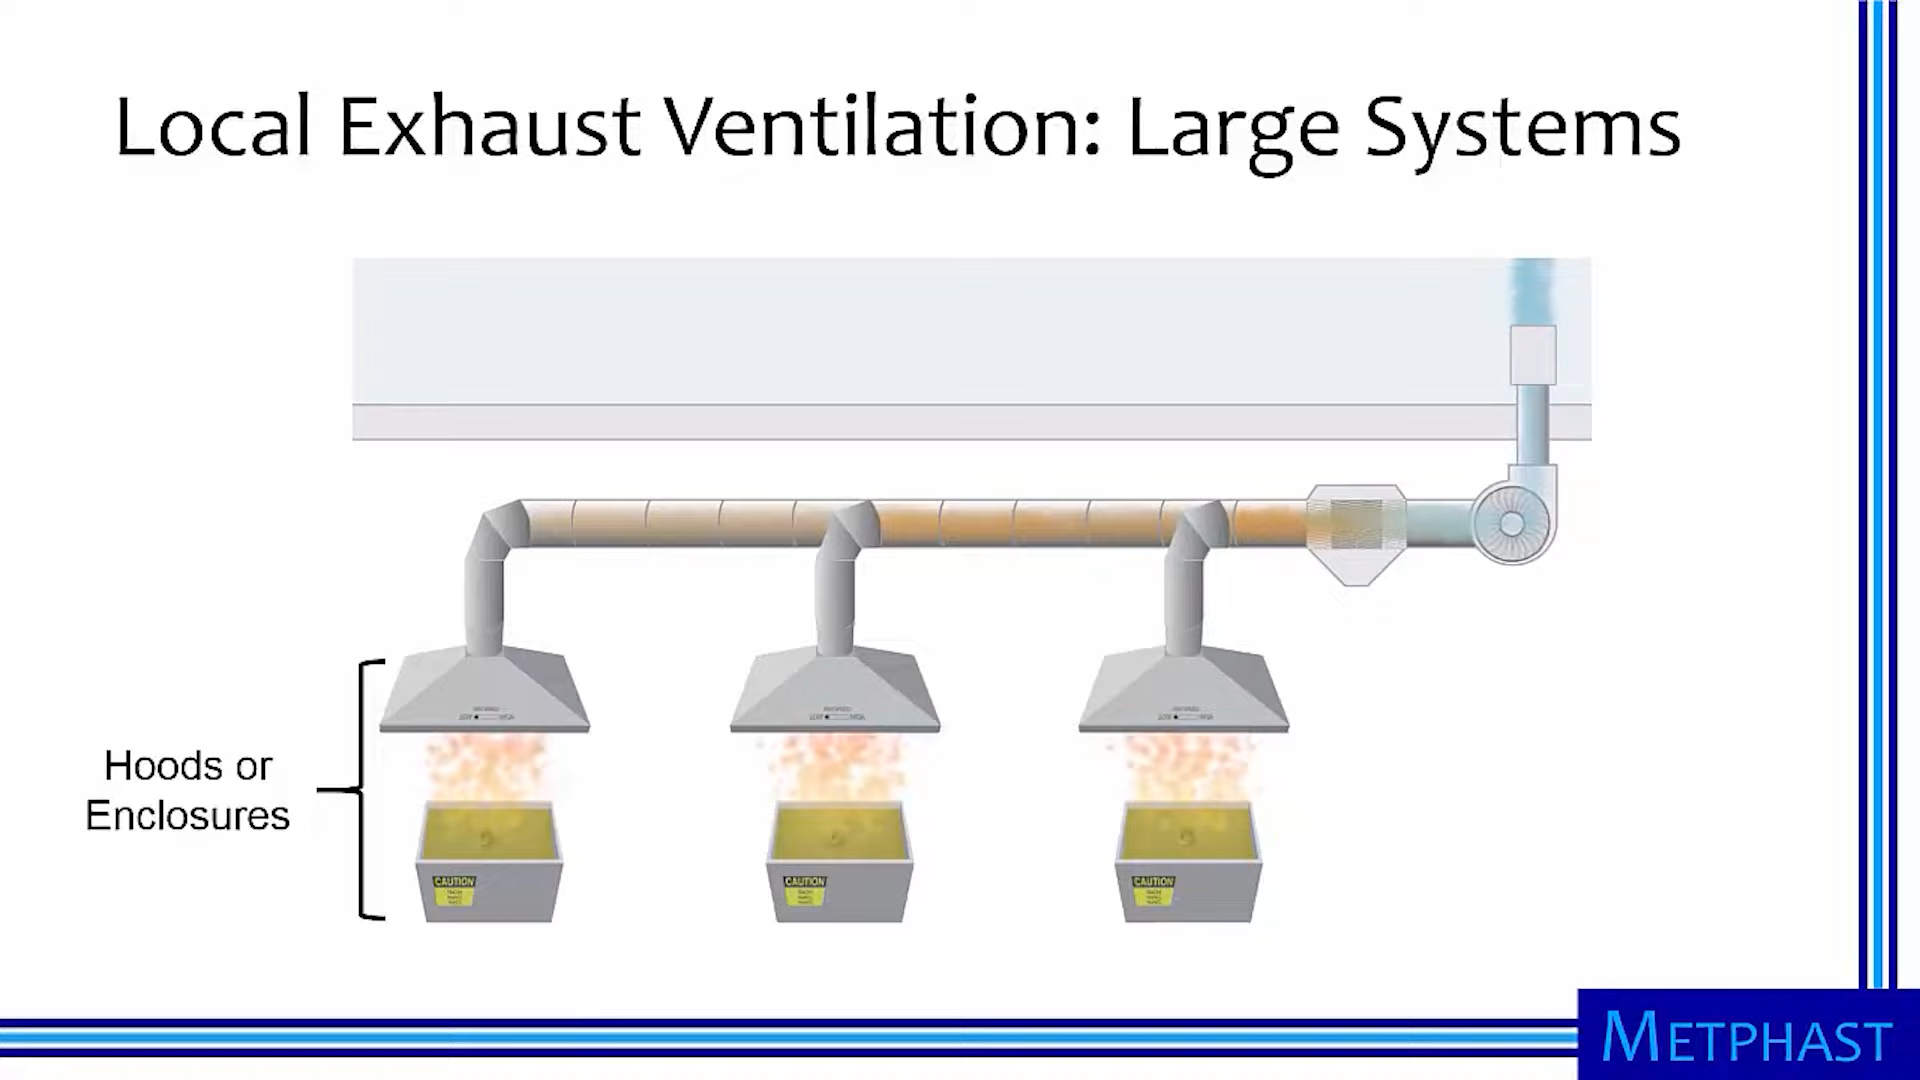 Local Exhaust Ventilation: Large Systems
Hoods or
Enclosures
CAUTION
CAUTION
CAUTION
METPHAST